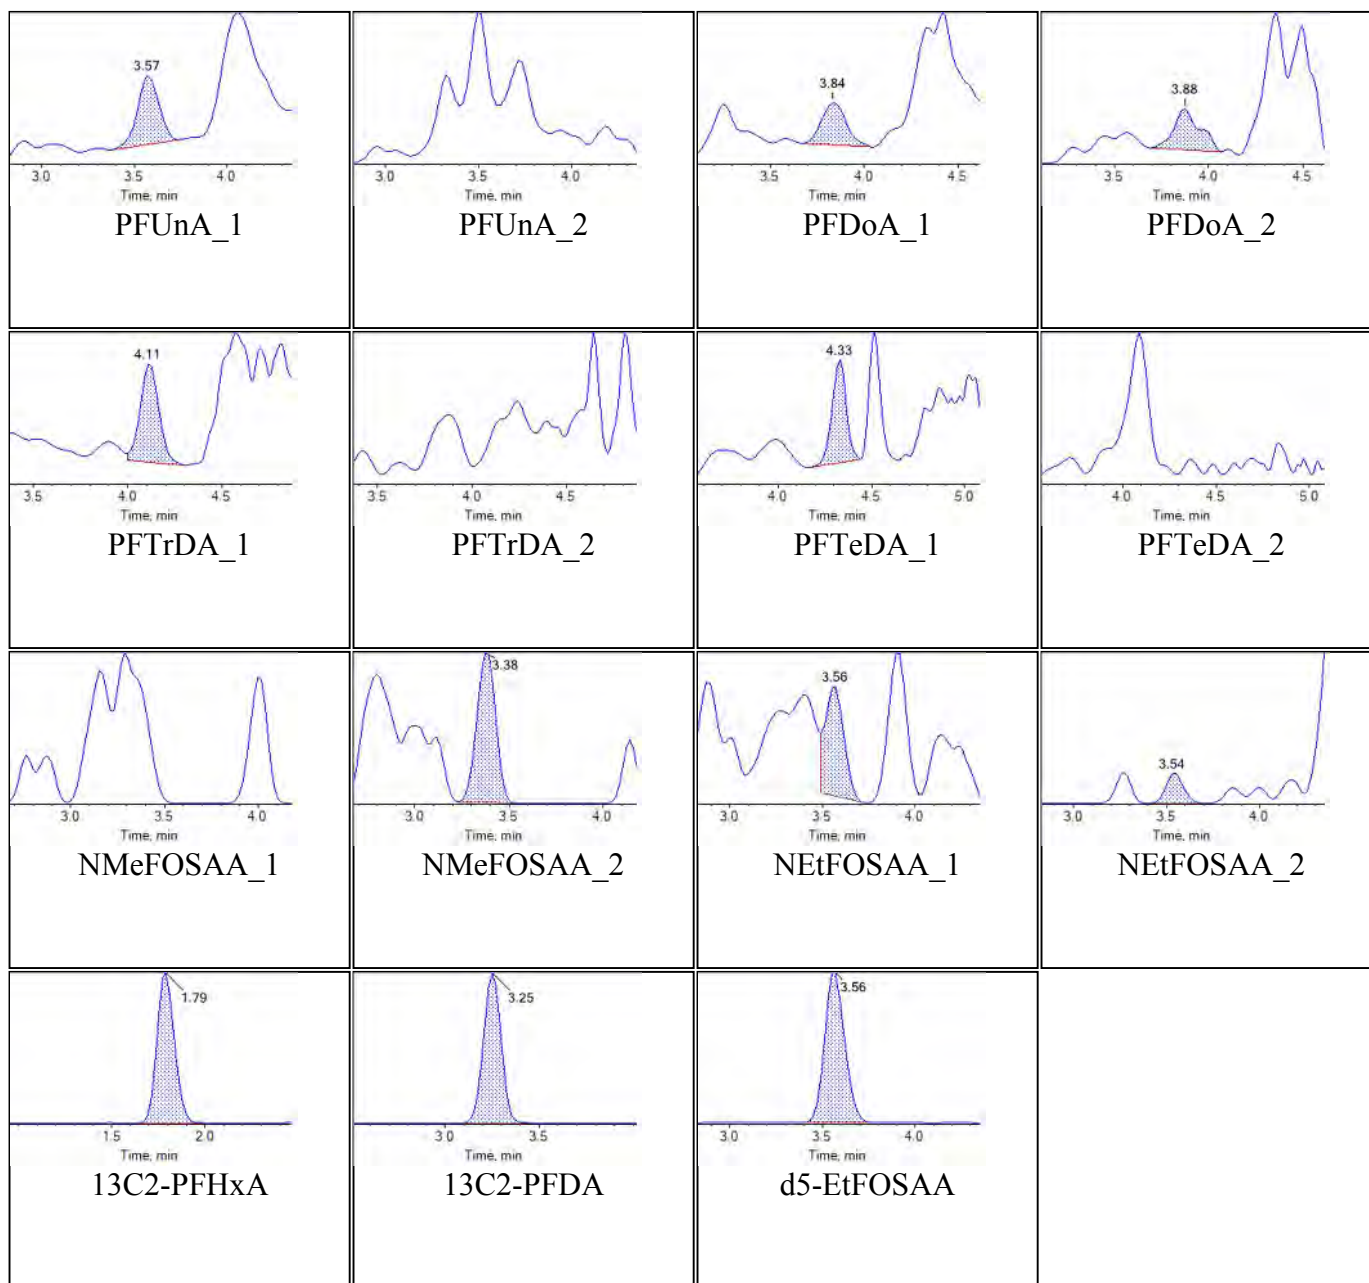 3.57
3.0 3.5 4.0
Time, min
PFUnA_1
3.0 3.5 4.0
Time, min
PFUnA_2
3.84
3.5 4.0 4.5
Time, min
PFDoA_1
3.88
3.5 4.0 4.5
Time, min
PFDoA_2
4.11
3.5 4.0 4.5
Time, min
PFTrDA_1
3.5 4.0 4.5
Time, min
PFTrDA_2
4.33
4.0 4.5 5.0
Time, min
PFTeDA_1
4.0 4.5 5.0
Time, min
PFTeDA_2
3.0 3.5 4.0
Time, min
NMeFOSAA_1
3.38
3.0 3.5 4.0
Time, min
NMeFOSAA_2
3.56
3.0 3.5 4.0
Time, min
NEtFOSAA_1
3.54
3.0 3.5 4.0
Time, min
NEtFOSAA_2
1.79
1.5 2.0
Time, min
13C2-PFHxA
3.25
3.0 3.5
Time, min
13C2-PFDA
3.56
3.0 3.5 4.0
Time, min
d5-EtFOSAA